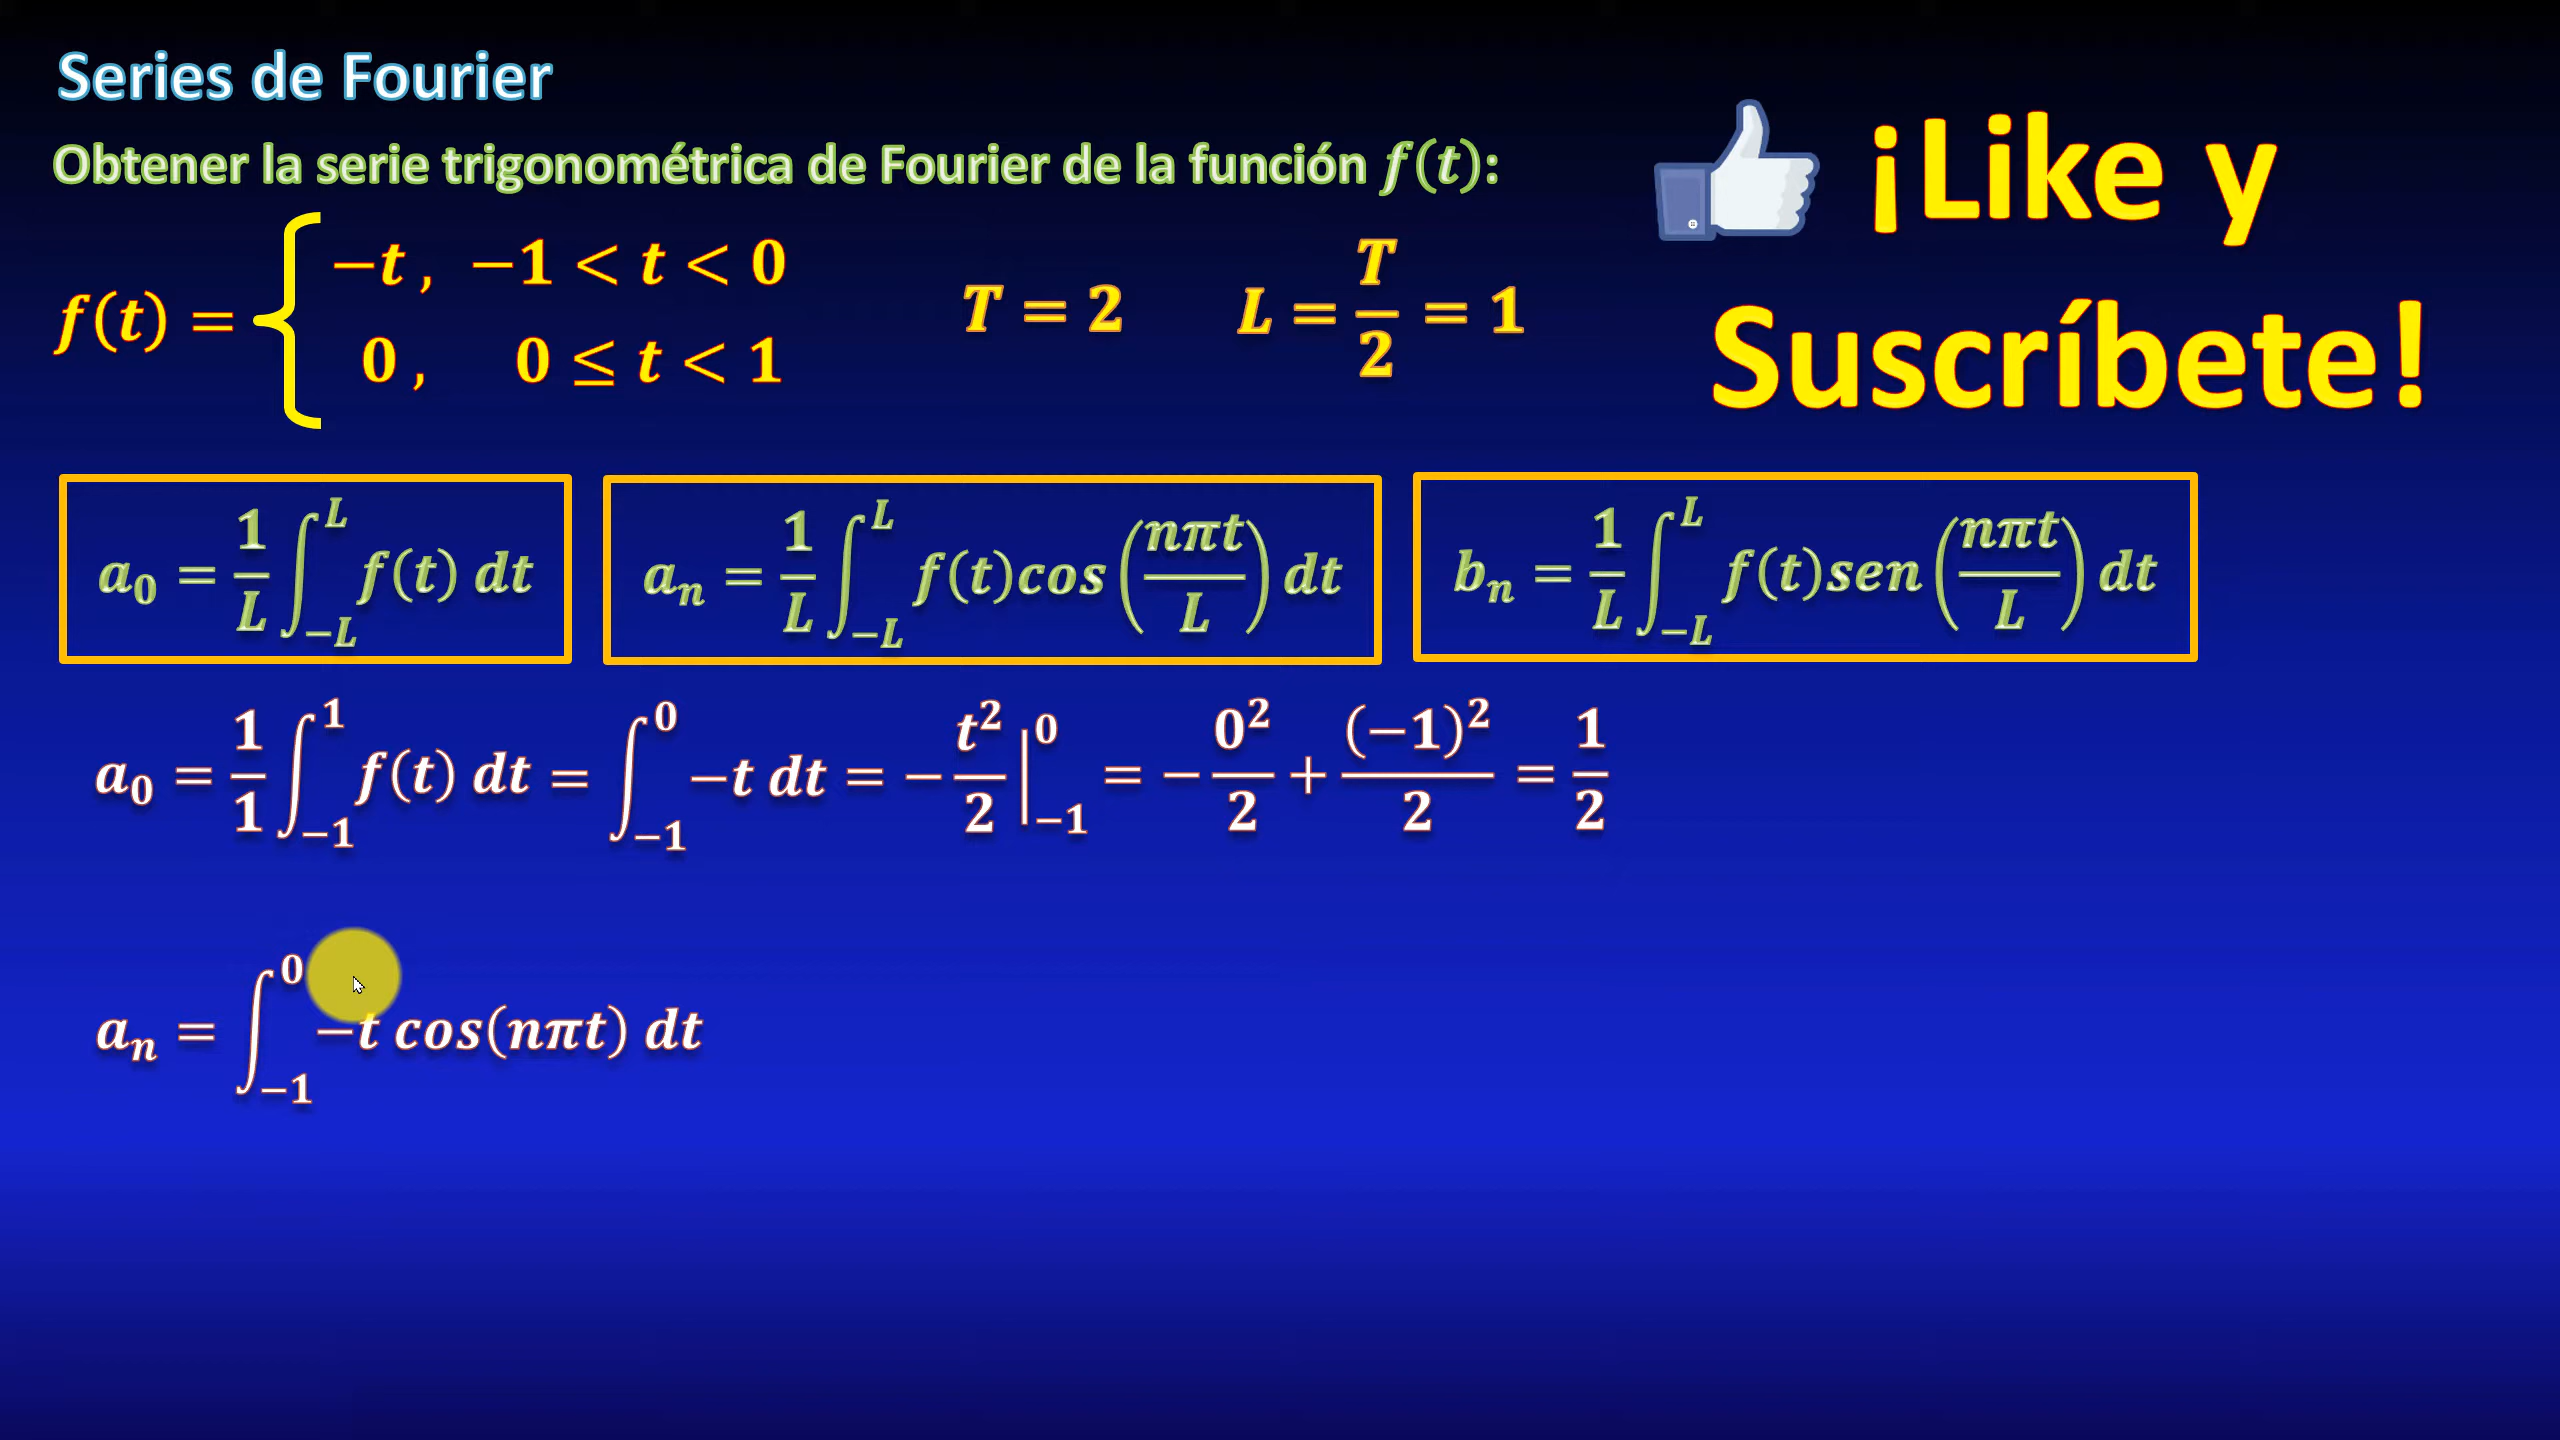 Series de Fourier
Obtener la serie trigonométrica de Fourier de la función f(t):
¡Like y
Suscríbete!
f(t) = { −t , −1 < t < 0
0 , 0 ≤ t < 1
T = 2 L = T/2 = 1
a₀ = 1/L ∫_{−L}^{L} f(t) dt
aₙ = 1/L ∫_{−L}^{L} f(t)cos(nπt/L) dt
bₙ = 1/L ∫_{−L}^{L} f(t)sen(nπt/L) dt
a₀ = 1/1 ∫_{−1}^{1} f(t) dt = ∫_{−1}^{0} −t dt = −t²/2 |_{−1}^{0} = −0²/2 + (−1)²/2 = 1/2
aₙ = ∫_{−1}^{0} −t cos(nπt) dt